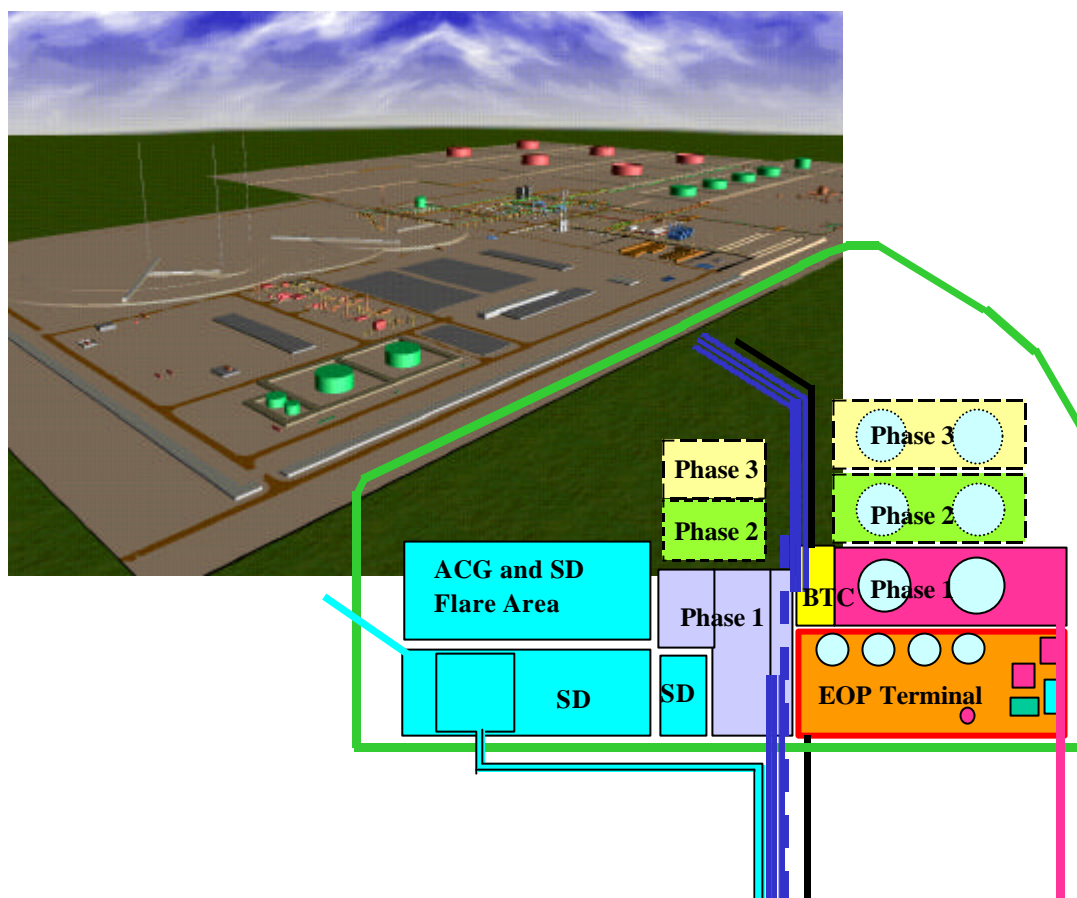 Phase 3
Phase 3
Phase 2
Phase 2
ACG and SD
Flare Area
Phase 1
BTC
Phase 1
SD
SD
EOP Terminal